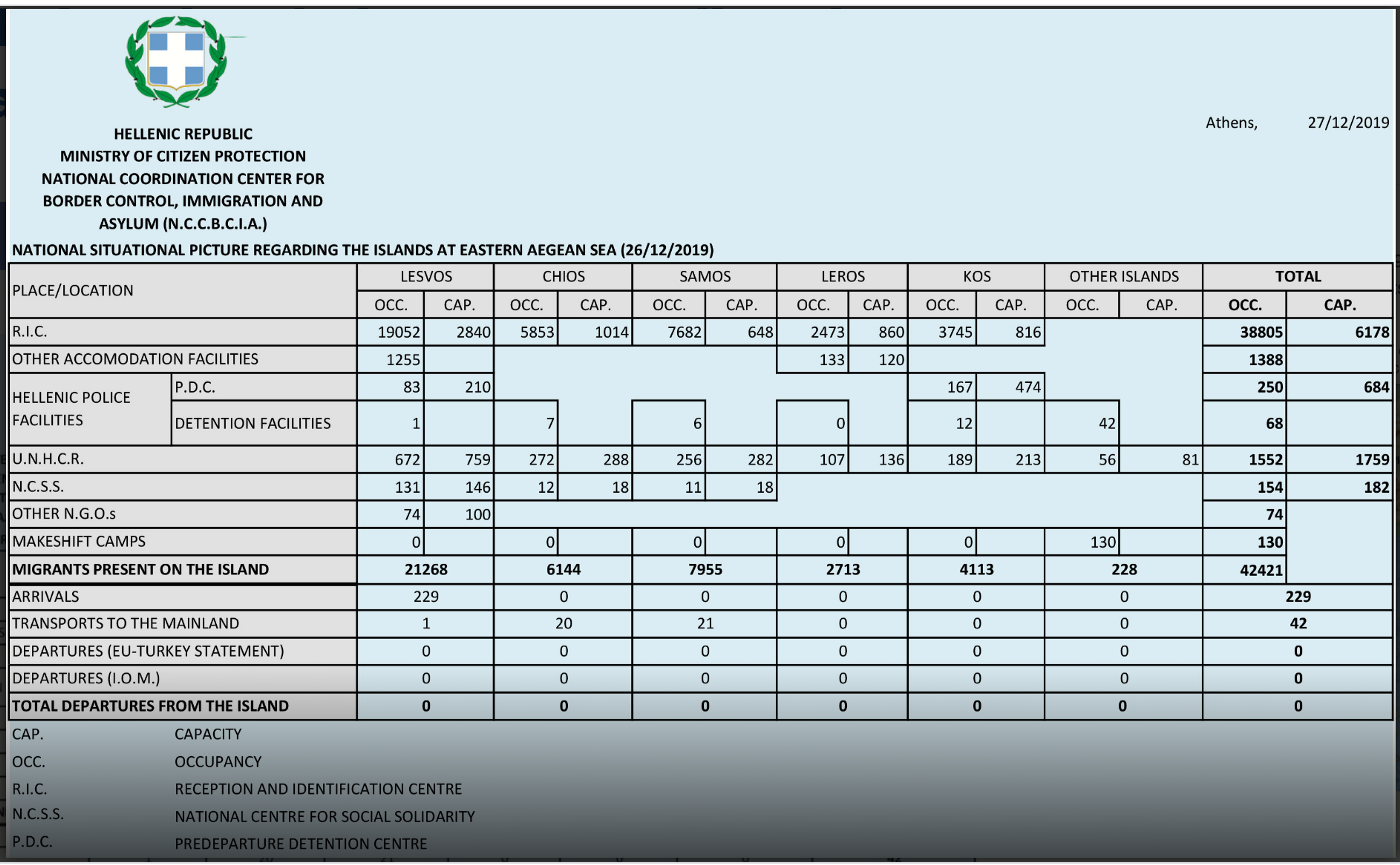 Athens, 27/12/2019
HELLENIC REPUBLIC
MINISTRY OF CITIZEN PROTECTION
NATIONAL COORDINATION CENTER FOR
BORDER CONTROL, IMMIGRATION AND
ASYLUM (N.C.C.B.C.I.A.)
NATIONAL SITUATIONAL PICTURE REGARDING THE ISLANDS AT EASTERN AEGEAN SEA (26/12/2019)
PLACE/LOCATION LESVOS CHIOS SAMOS LEROS KOS OTHER ISLANDS TOTAL
OCC. CAP. OCC. CAP. OCC. CAP. OCC. CAP. OCC. CAP. OCC. CAP. OCC. CAP.
R.I.C. 19052 2840 5853 1014 7682 648 2473 860 3745 816 38805 6178
OTHER ACCOMODATION FACILITIES 1255 133 120 1388
HELLENIC POLICE FACILITIES
P.D.C. 83 210 167 474 250 684
DETENTION FACILITIES 1 7 6 0 12 42 68
U.N.H.C.R. 672 759 272 288 256 282 107 136 189 213 56 81 1552 1759
N.C.S.S. 131 146 12 18 11 18 154 182
OTHER N.G.O.s 74 100 74
MAKESHIFT CAMPS 0 0 0 0 0 130 130
MIGRANTS PRESENT ON THE ISLAND 21268 6144 7955 2713 4113 228 42421
ARRIVALS 229 0 0 0 0 0 229
TRANSPORTS TO THE MAINLAND 1 20 21 0 0 0 42
DEPARTURES (EU-TURKEY STATEMENT) 0 0 0 0 0 0 0
DEPARTURES (I.O.M.) 0 0 0 0 0 0 0
TOTAL DEPARTURES FROM THE ISLAND 0 0 0 0 0 0 0
CAP. CAPACITY
OCC. OCCUPANCY
R.I.C. RECEPTION AND IDENTIFICATION CENTRE
N.C.S.S. NATIONAL CENTRE FOR SOCIAL SOLIDARITY
P.D.C. PREDEPARTURE DETENTION CENTRE